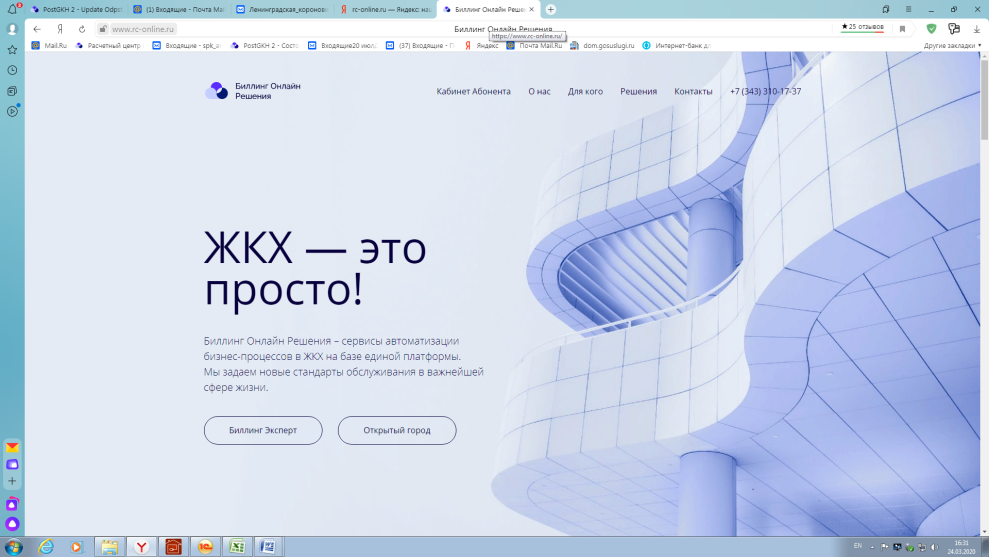 PostGKH 2 - Update Odpu
(1) Входящие - Почта Mai
Ленинградская_коронови
rc-online.ru — Яндекс: наш
Биллинг Онлайн Реше
www.rc-online.ru
Биллинг Онлайн Решения
★25 отзывов
https://www.rc-online.ru/
Mail.Ru
Расчетный центр
Входящие - spk_a
PostGKH 2 - Состо
Входящие20 июл
(37) Входящие - П
Яндекс
Почта Mail.Ru
dom.gosuslugi.ru
Интернет-банк д
Другие закладки
Биллинг Онлайн
Решения
Кабинет Абонента
О нас
Для кого
Решения
Контакты
+7 (343) 310-17-37
ЖКХ — это
просто!
Биллинг Онлайн Решения – сервисы автоматизации
бизнес-процессов в ЖКХ на базе единой платформы.
Мы задаем новые стандарты обслуживания в важнейшей
сфере жизни.
Биллинг Эксперт
Открытый город
EN
16:31
24.03.2020